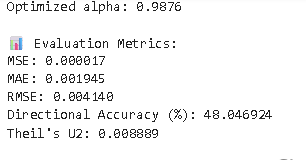 Optimized alpha: 0.9876
📊 Evaluation Metrics:
MSE: 0.000017
MAE: 0.001945
RMSE: 0.004140
Directional Accuracy (%): 48.046924
Theil's U2: 0.008889